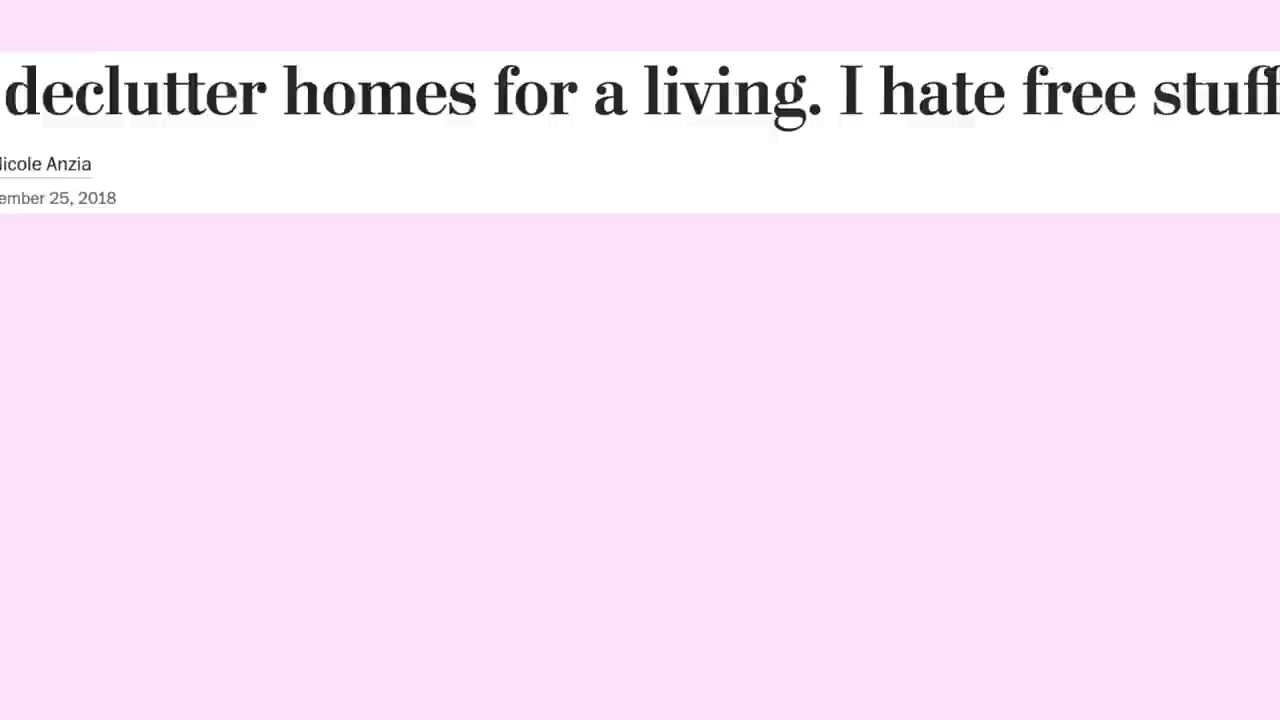 declutter homes for a living. I hate free stuff
icole Anzia
ember 25, 2018